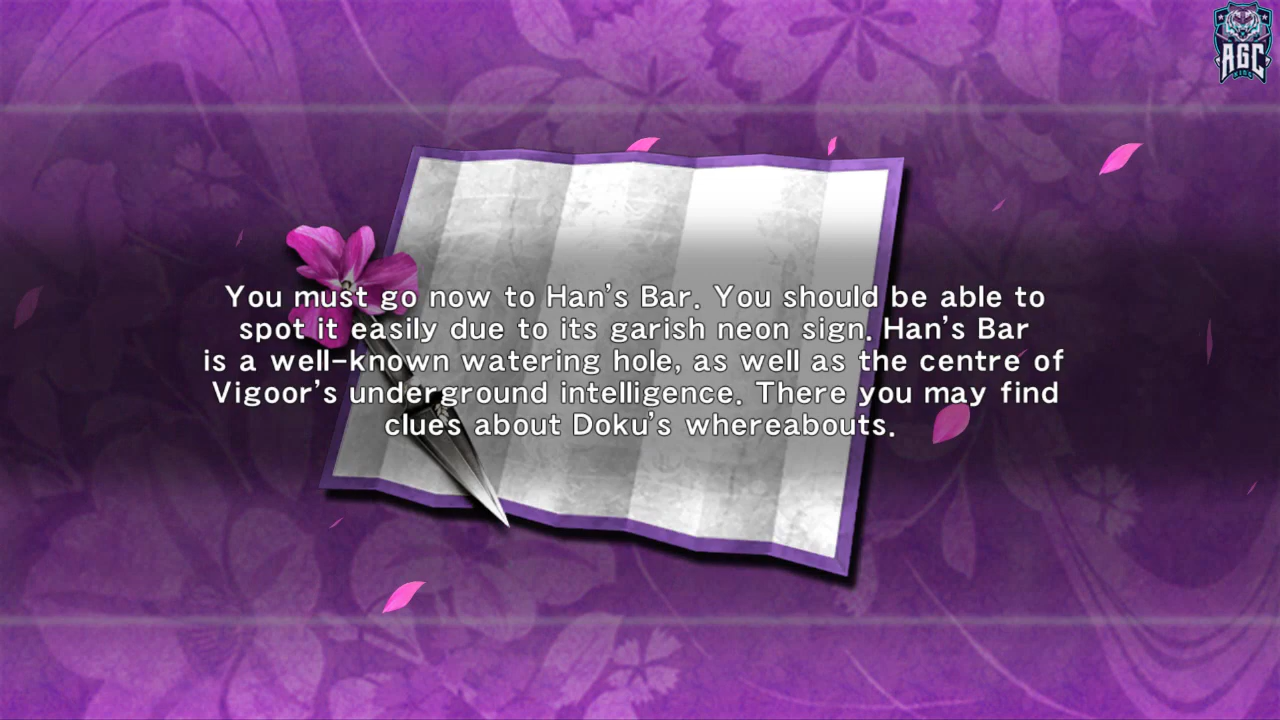 AGC
KIDS
You must go now to Han's Bar. You should be able to
spot it easily due to its garish neon sign. Han's Bar
is a well-known watering hole, as well as the centre of
Vigoor's underground intelligence. There you may find
clues about Doku's whereabouts.